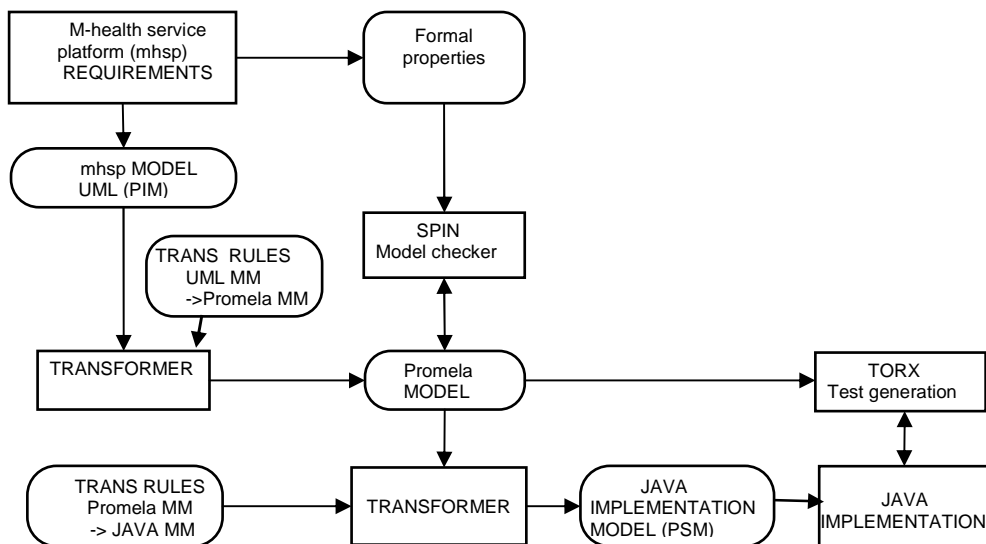 M-health service
platform (mhsp)
REQUIREMENTS
Formal
properties
mhsp MODEL
UML (PIM)
SPIN
Model checker
TRANS RULES
UML MM
->Promela MM
TRANSFORMER
Promela
MODEL
TORX
Test generation
TRANS RULES
Promela MM
-> JAVA MM
TRANSFORMER
JAVA
IMPLEMENTATION
MODEL (PSM)
JAVA
IMPLEMENTATION